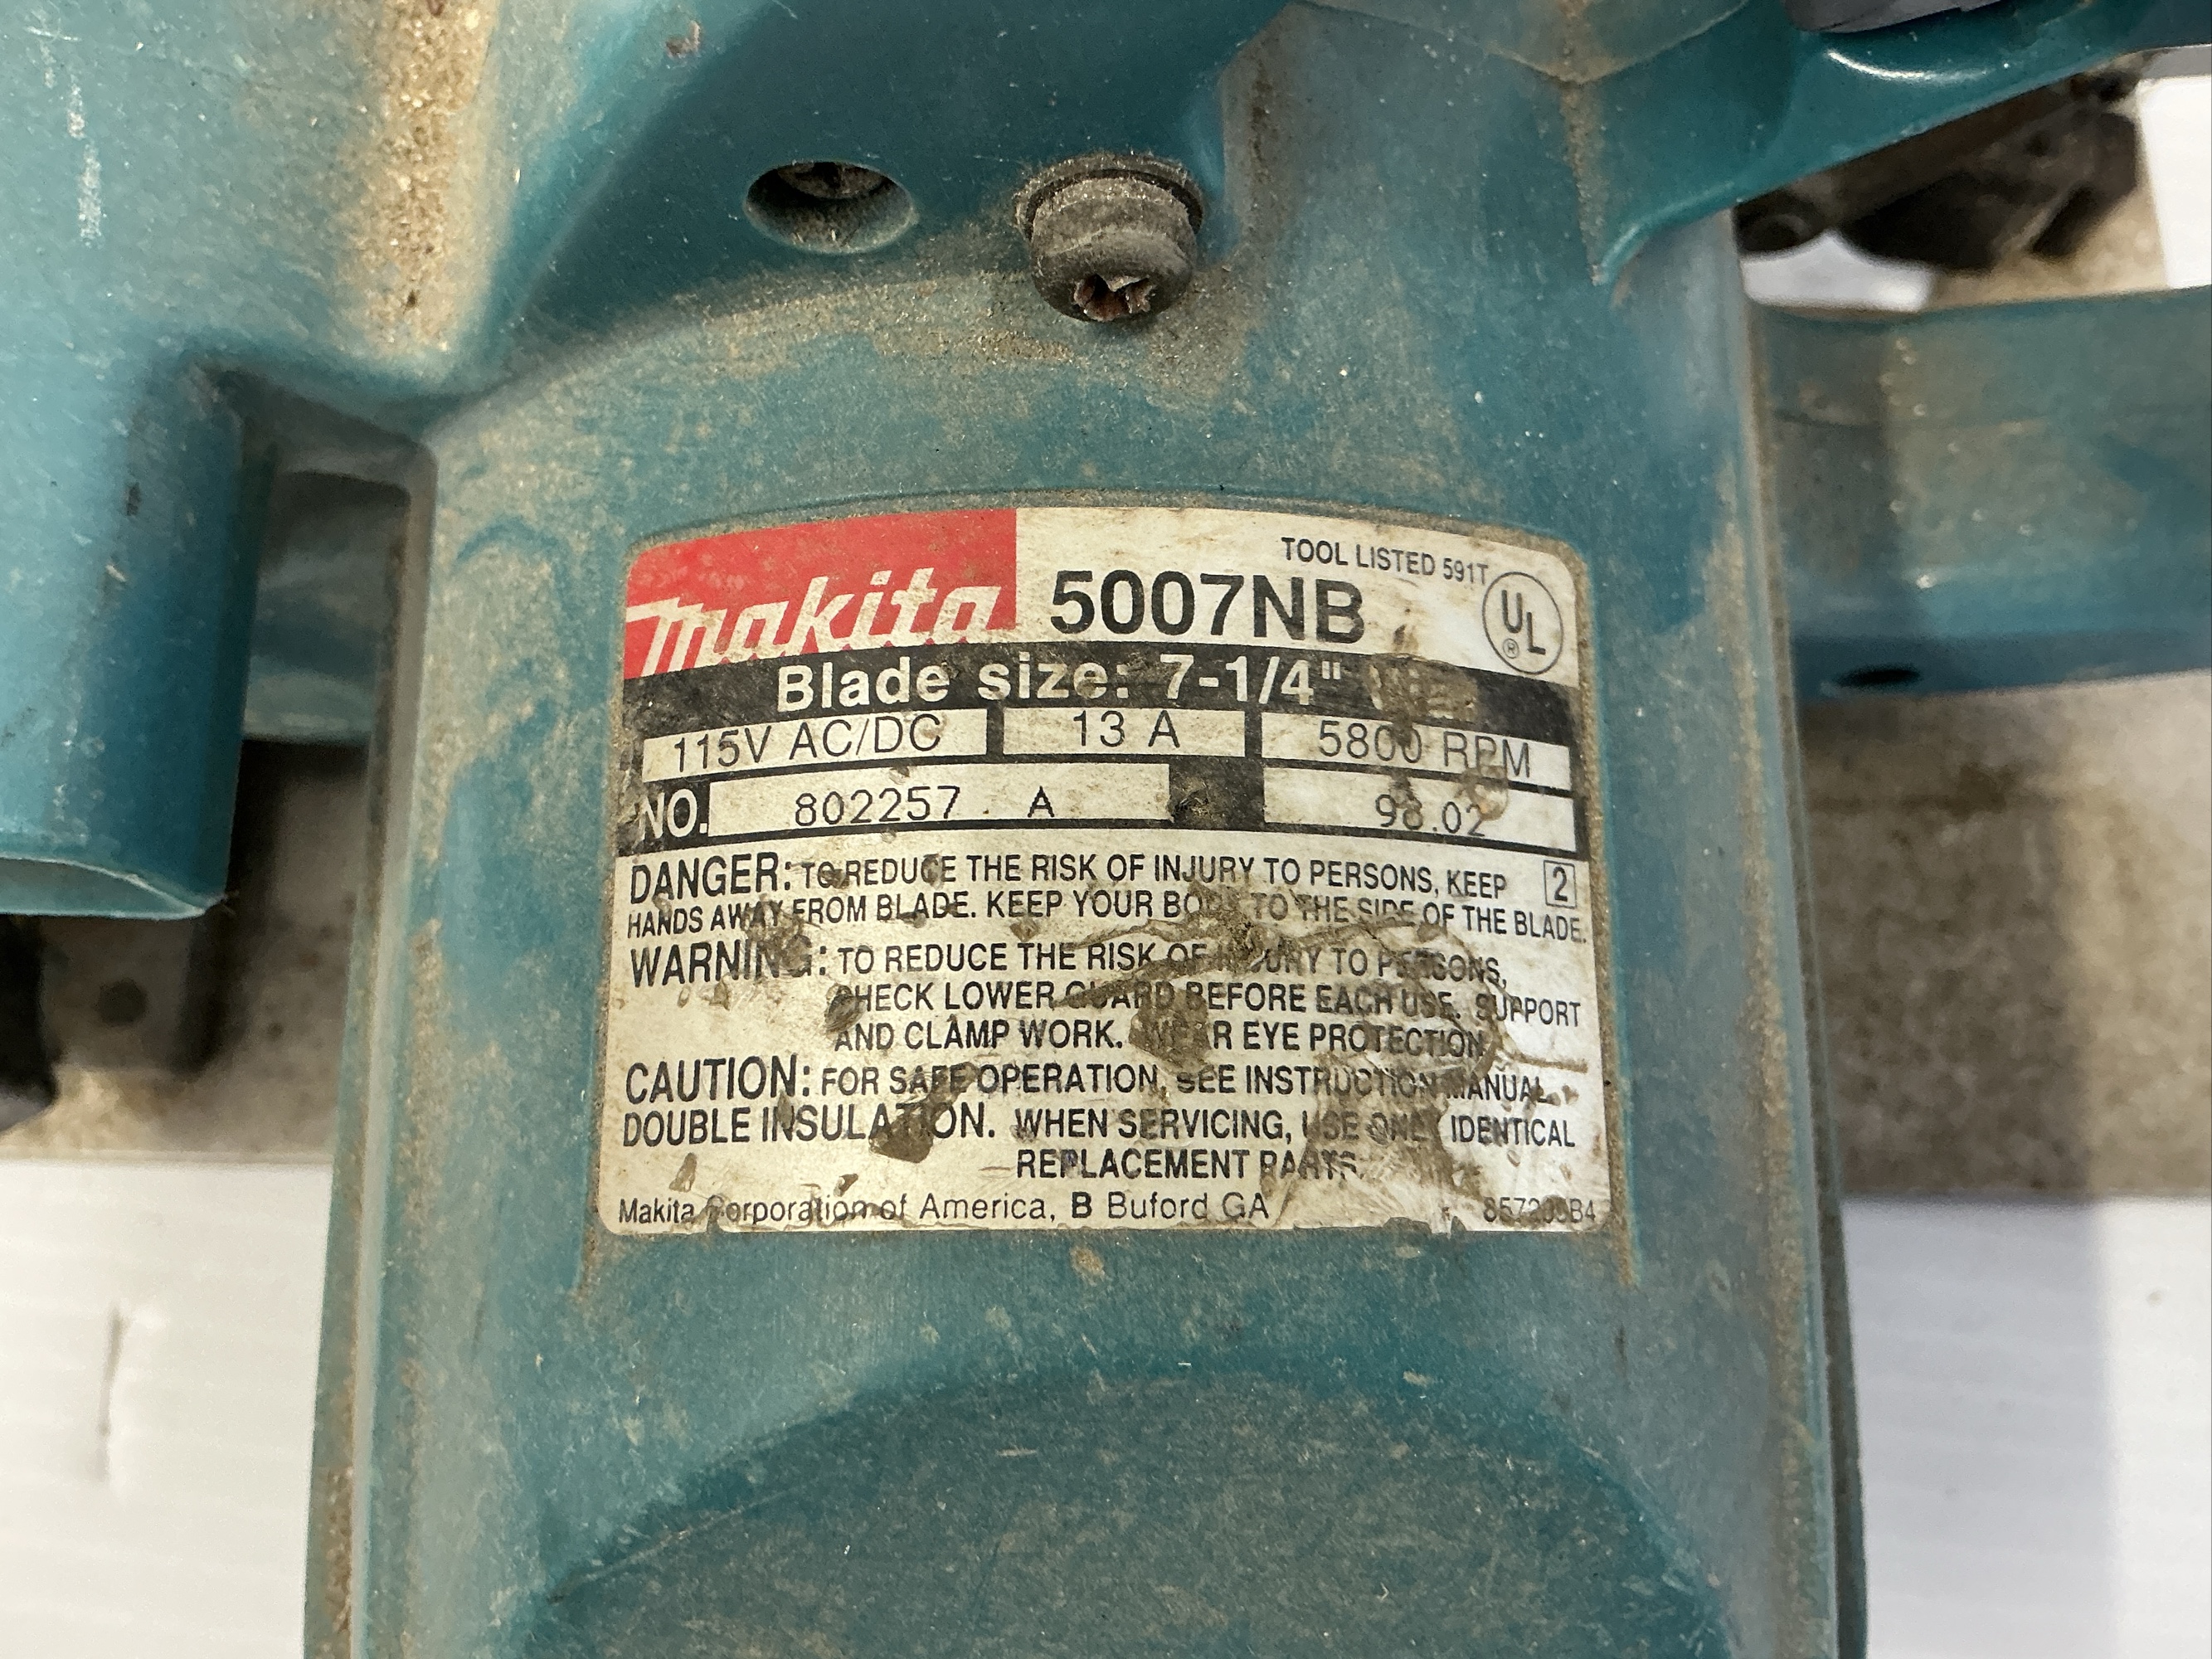 TOOL LISTED 591T
makita 5007NB
UL
®
Blade size: 7-1/4" Dia.
115V AC/DC 13 A 5800 RPM
NO. 802257 A 98.02
DANGER: TO REDUCE THE RISK OF INJURY TO PERSONS, KEEP 2
HANDS AWAY FROM BLADE. KEEP YOUR BODY TO THE SIDE OF THE BLADE.
WARNING: TO REDUCE THE RISK OF INJURY TO PERSONS,
CHECK LOWER GUARD BEFORE EACH USE. SUPPORT
AND CLAMP WORK. WEAR EYE PROTECTION.
CAUTION: FOR SAFE OPERATION, SEE INSTRUCTION MANUAL.
DOUBLE INSULATION. WHEN SERVICING, USE ONLY IDENTICAL
REPLACEMENT PARTS.
Makita Corporation of America, B Buford GA